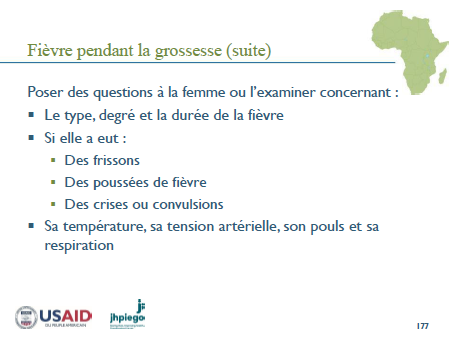 Fièvre pendant la grossesse (suite)
Poser des questions à la femme ou l'examiner concernant :
▪ Le type, degré et la durée de la fièvre
▪ Si elle a eut :
▪ Des frissons
▪ Des poussées de fièvre
▪ Des crises ou convulsions
▪ Sa température, sa tension artérielle, son pouls et sa
respiration
USAID
jhpiego
177